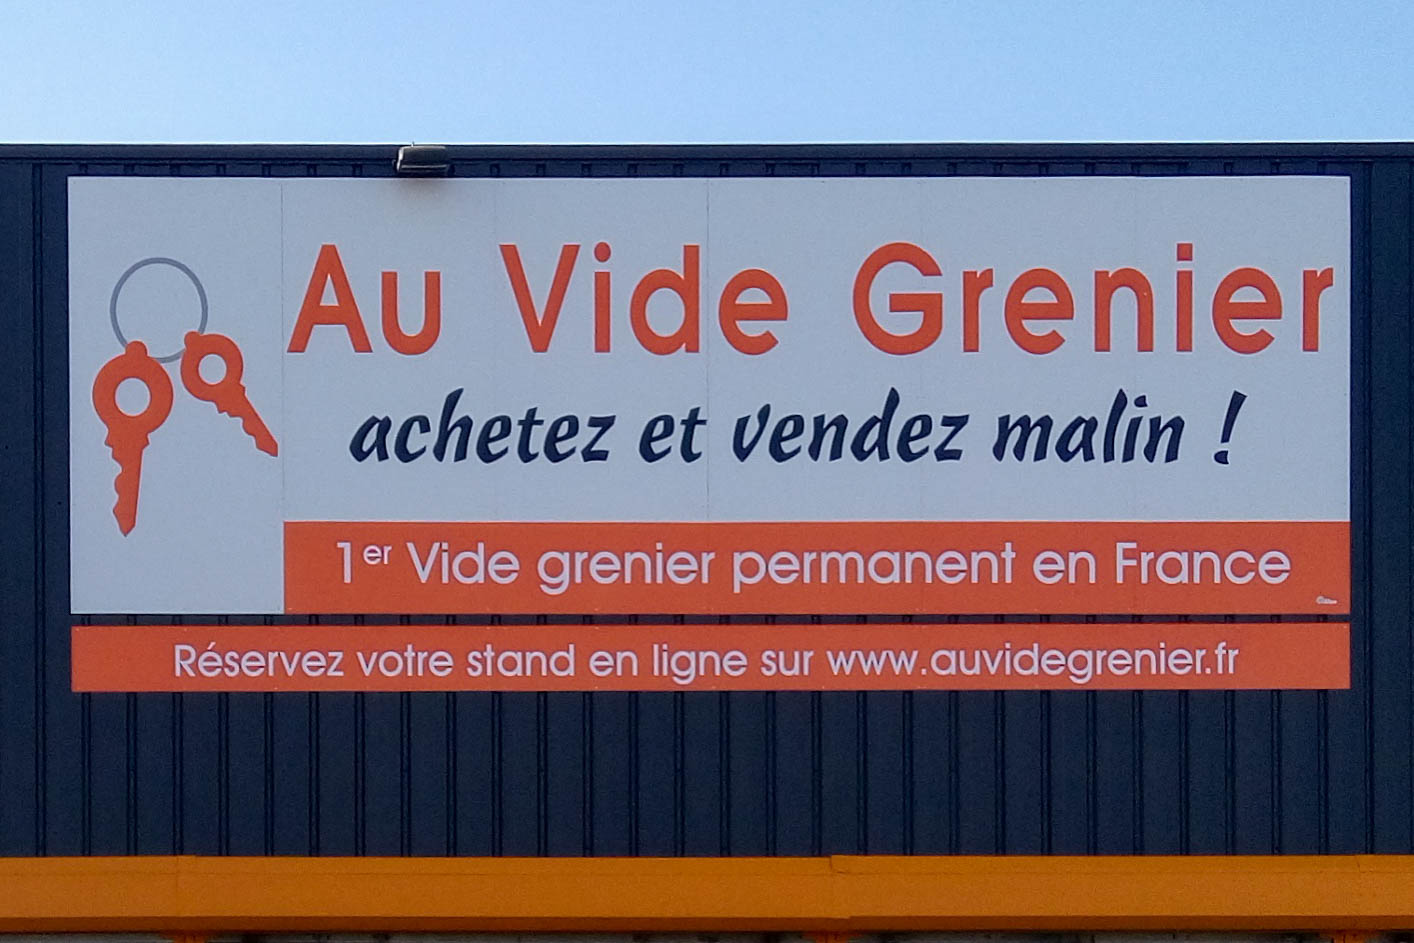 Au Vide Grenier
achetez et vendez malin !
1er Vide grenier permanent en France
Réservez votre stand en ligne sur www.auvidegrenier.fr